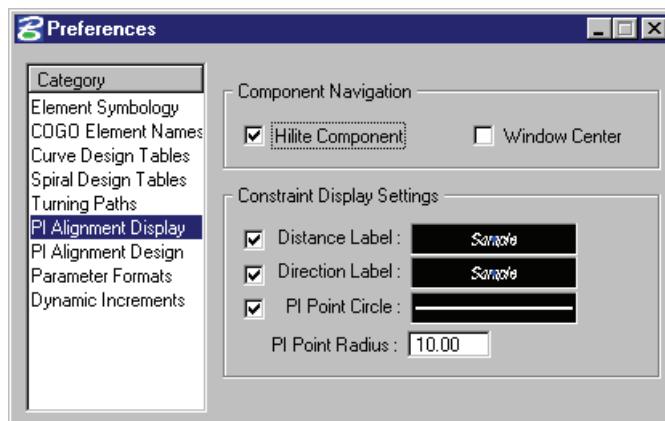 Preferences
Category
Element Symbology
COGO Element Names
Curve Design Tables
Spiral Design Tables
Turning Paths
PI Alignment Display
PI Alignment Design
Parameter Formats
Dynamic Increments
Component Navigation
Hilite Component
Window Center
Constraint Display Settings
Distance Label : Sample
Direction Label : Sample
PI Point Circle :
PI Point Radius : 10.00